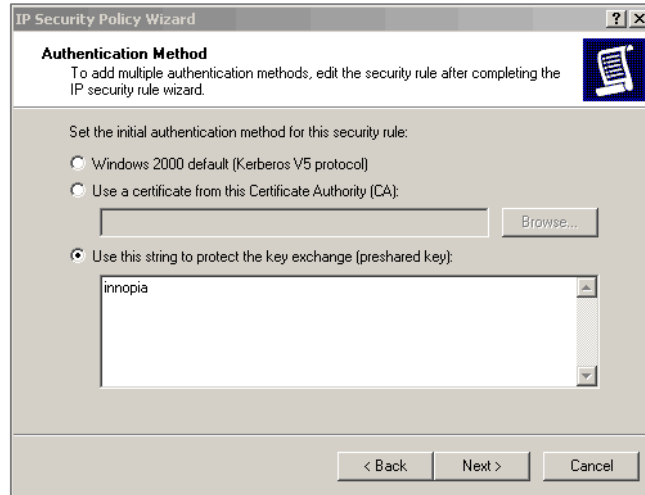 IP Security Policy Wizard
Authentication Method
To add multiple authentication methods, edit the security rule after completing the
IP security rule wizard.
Set the initial authentication method for this security rule:
Windows 2000 default (Kerberos V5 protocol)
Use a certificate from this Certificate Authority (CA):
Browse...
Use this string to protect the key exchange (preshared key):
innopia
< Back
Next >
Cancel